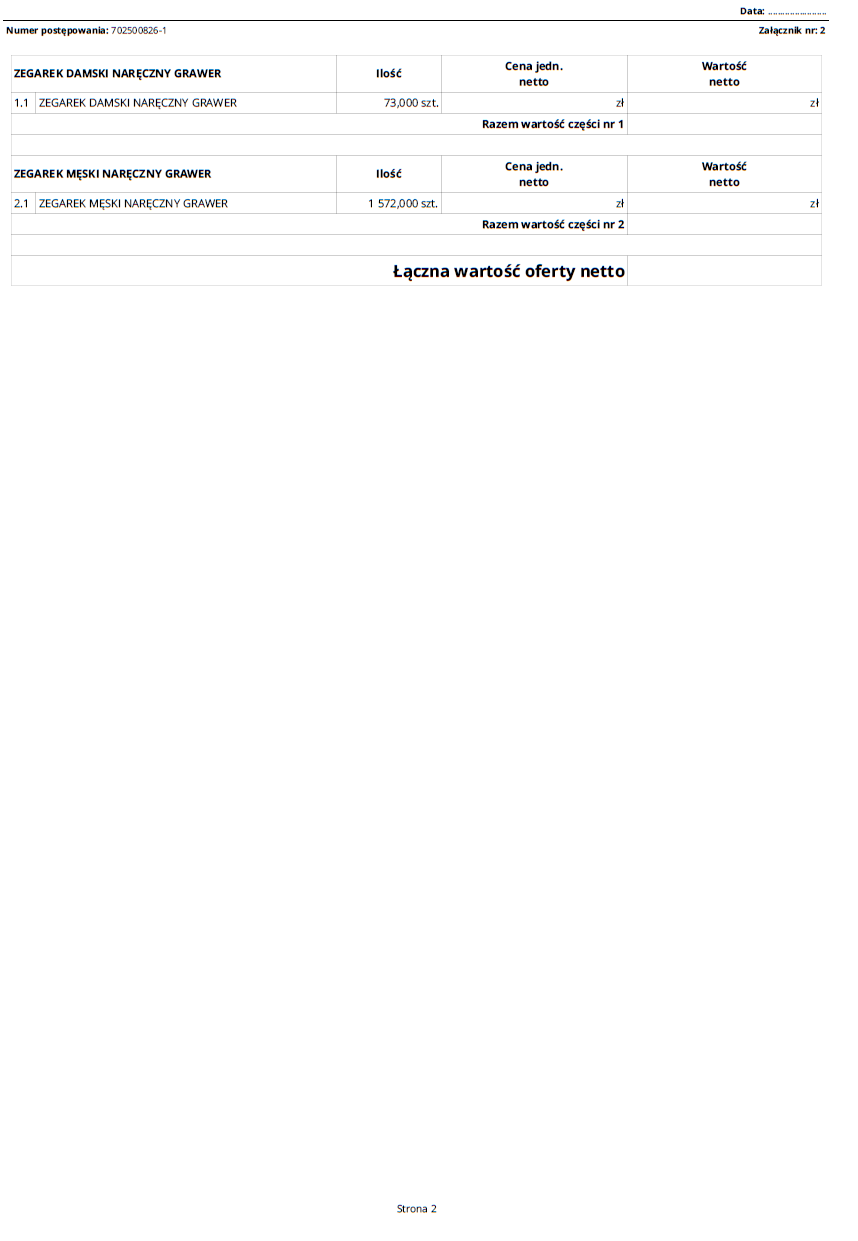 Data: ........................
Numer postępowania: 702500826-1 Załącznik nr: 2
ZEGAREK DAMSKI NARĘCZNY GRAWER Ilość Cena jedn. netto Wartość netto
1.1 ZEGAREK DAMSKI NARĘCZNY GRAWER 73,000 szt. zł zł
Razem wartość części nr 1
ZEGAREK MĘSKI NARĘCZNY GRAWER Ilość Cena jedn. netto Wartość netto
2.1 ZEGAREK MĘSKI NARĘCZNY GRAWER 1 572,000 szt. zł zł
Razem wartość części nr 2
Łączna wartość oferty netto
Strona 2